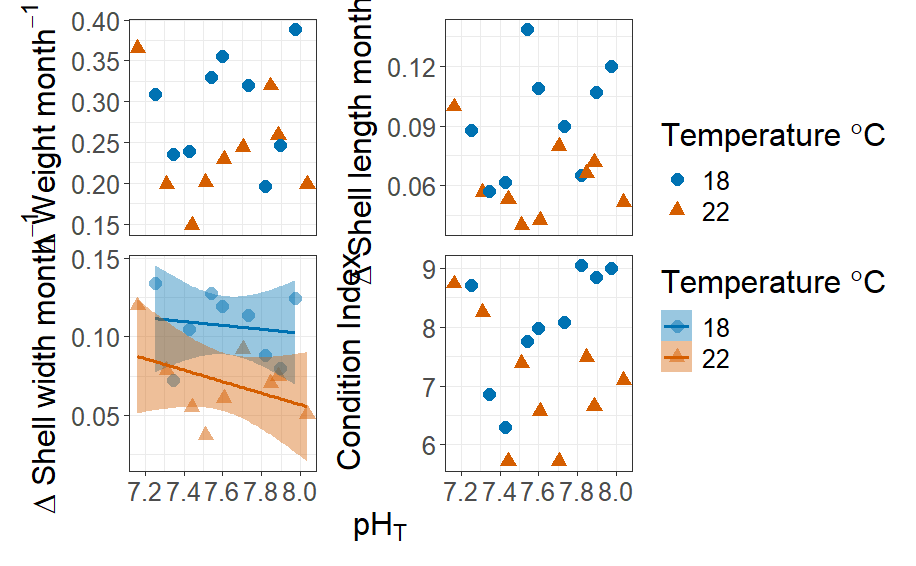 Δ Weight month⁻¹
0.40
0.35
0.30
0.25
0.20
0.15
Δ Shell length month
0.12
0.09
0.06
Temperature °C
18
22
Δ Shell width month⁻¹
0.15
0.10
0.05
7.2 7.4 7.6 7.8 8.0
Condition Index
9
8
7
6
7.2 7.4 7.6 7.8 8.0
Temperature °C
18
22
pH_T